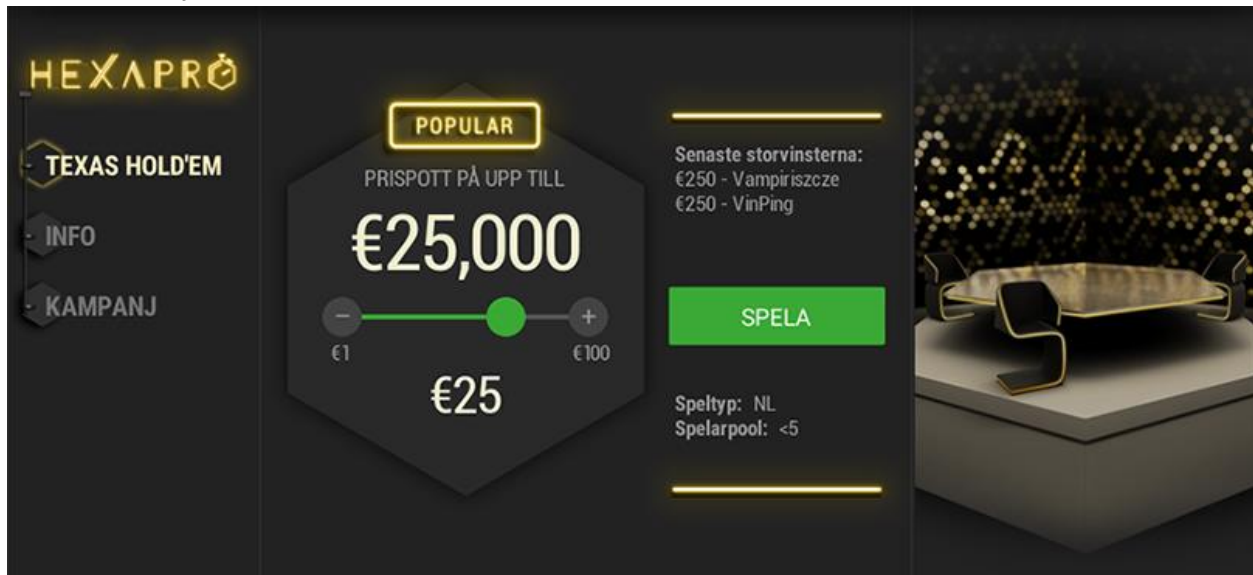 HEXAPRO
TEXAS HOLD'EM
INFO
KAMPANJ
POPULAR
PRISPOTT PÅ UPP TILL
€25,000
− +
€1 €100
€25
Senaste storvinsterna:
€250 - Vampiriszcze
€250 - VinPing
SPELA
Speltyp: NL
Spelarpool: <5